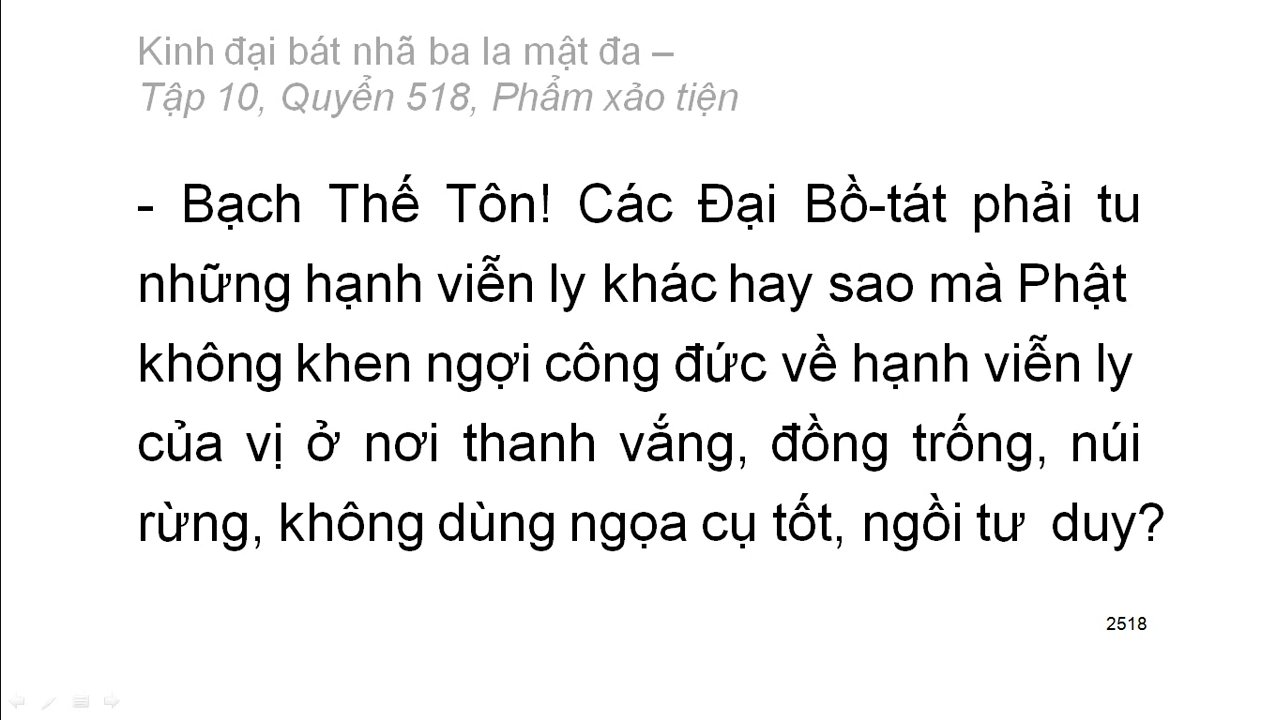 Kinh đại bát nhã ba la mật đa –
Tập 10, Quyển 518, Phẩm xảo tiện
- Bạch Thế Tôn! Các Đại Bồ-tát phải tu
những hạnh viễn ly khác hay sao mà Phật
không khen ngợi công đức về hạnh viễn ly
của vị ở nơi thanh vắng, đồng trống, núi
rừng, không dùng ngọa cụ tốt, ngồi tư duy?
2518